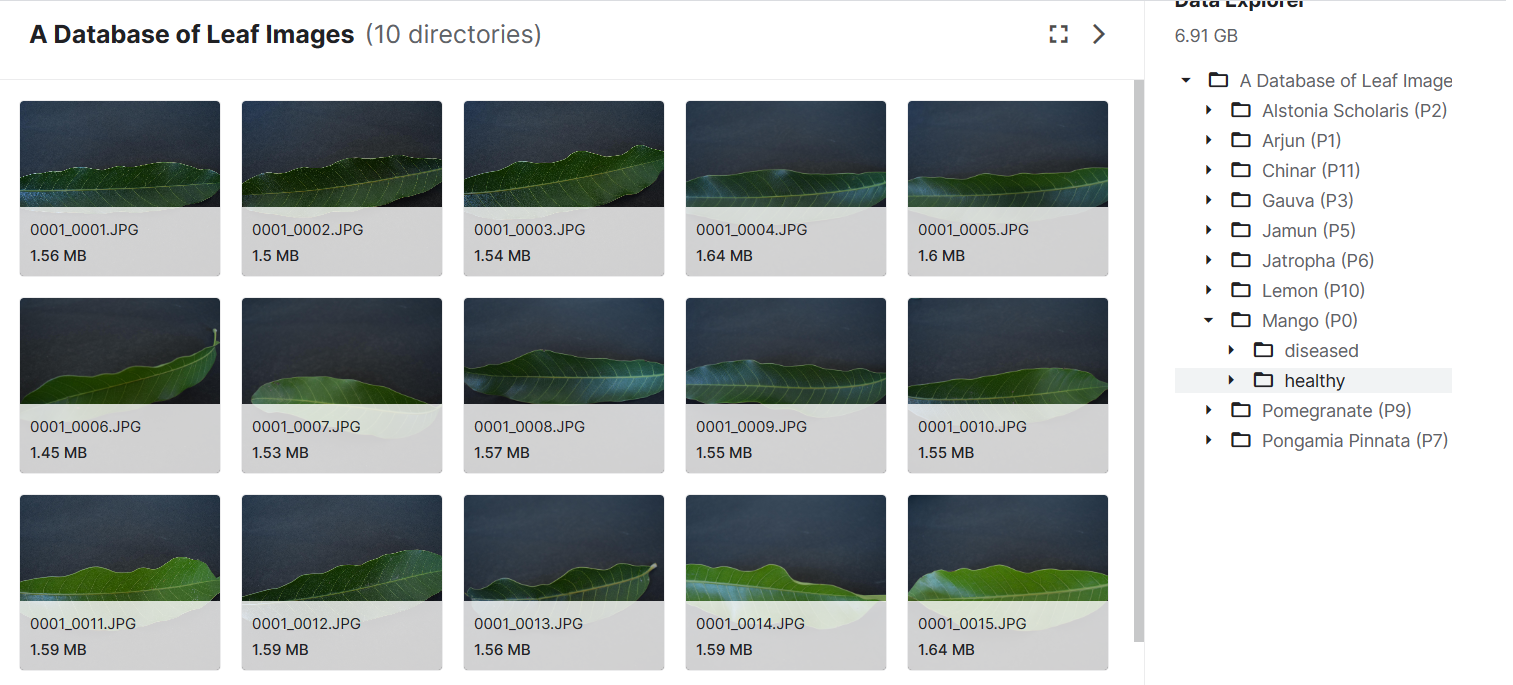 A Database of Leaf Images (10 directories)
0001_0001.JPG
1.56 MB
0001_0002.JPG
1.5 MB
0001_0003.JPG
1.54 MB
0001_0004.JPG
1.64 MB
0001_0005.JPG
1.6 MB
0001_0006.JPG
1.45 MB
0001_0007.JPG
1.53 MB
0001_0008.JPG
1.57 MB
0001_0009.JPG
1.55 MB
0001_0010.JPG
1.55 MB
0001_0011.JPG
1.59 MB
0001_0012.JPG
1.59 MB
0001_0013.JPG
1.56 MB
0001_0014.JPG
1.59 MB
0001_0015.JPG
1.64 MB
Data Explorer
6.91 GB
A Database of Leaf Image
Alstonia Scholaris (P2)
Arjun (P1)
Chinar (P11)
Gauva (P3)
Jamun (P5)
Jatropha (P6)
Lemon (P10)
Mango (P0)
diseased
healthy
Pomegranate (P9)
Pongamia Pinnata (P7)